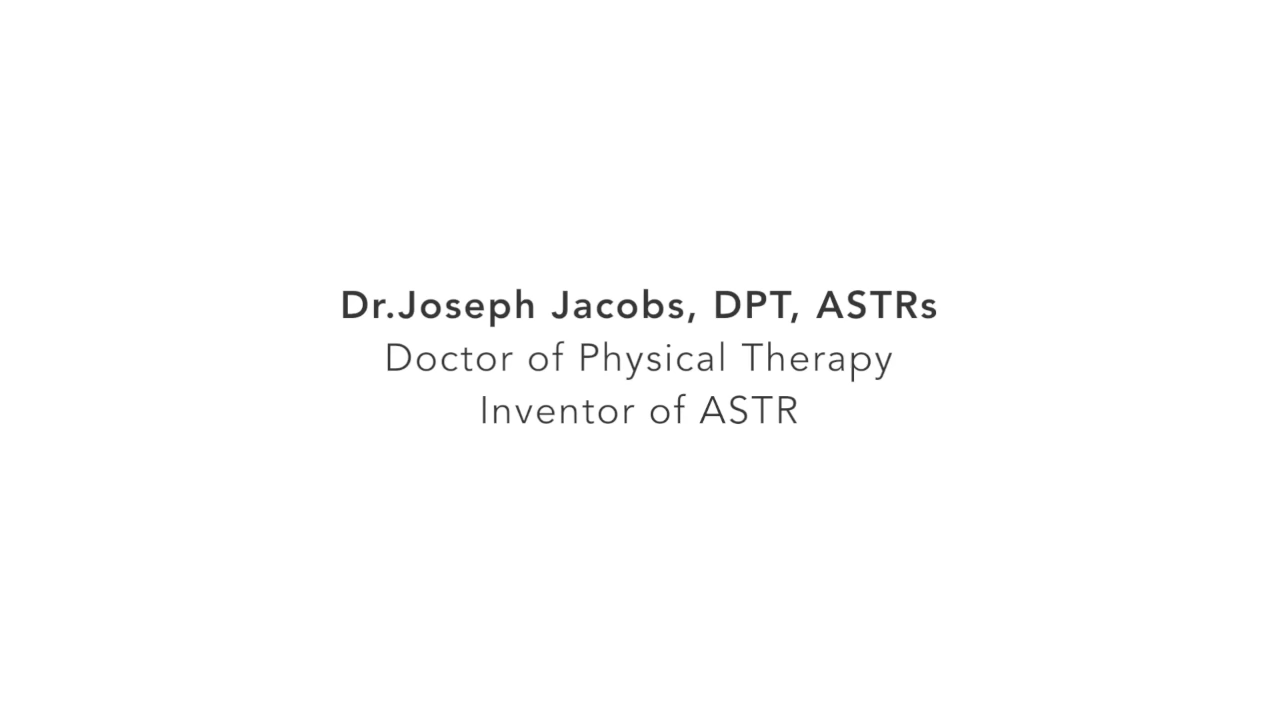 Dr.Joseph Jacobs, DPT, ASTRs
Doctor of Physical Therapy
Inventor of ASTR